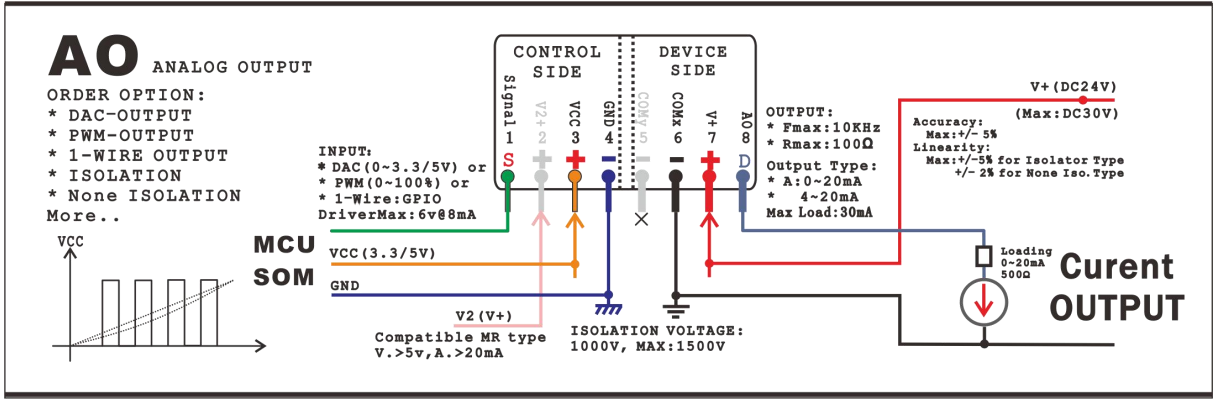 AO ANALOG OUTPUT
ORDER OPTION:
* DAC-OUTPUT
* PWM-OUTPUT
* 1-WIRE OUTPUT
* ISOLATION
* None ISOLATION
More..
VCC
INPUT:
* DAC(0~3.3/5V) or
* PWM(0~100%) or
* 1-Wire:GPIO
DriverMax:6v@8mA
MCU
SOM
VCC(3.3/5V)
GND
V2(V+)
Compatible MR type
V.>5v,A.>20mA
CONTROL
SIDE
DEVICE
SIDE
Signal 1
V2+ 2
VCC 3
GND 4
COMv 5
COMx 6
V+ 7
AO 8
S
D
ISOLATION VOLTAGE:
1000V, MAX:1500V
OUTPUT:
* Fmax:10KHz
* Rmax:100Ω
Output Type:
* A:0~20mA
* 4~20mA
Max Load:30mA
V+(DC24V)
(Max:DC30V)
Accuracy:
Max:+/- 5%
Linearity:
Max:+/-5% for Isolator Type
+/- 2% for None Iso.Type
Loading
0~20mA
500Ω
Curent
OUTPUT